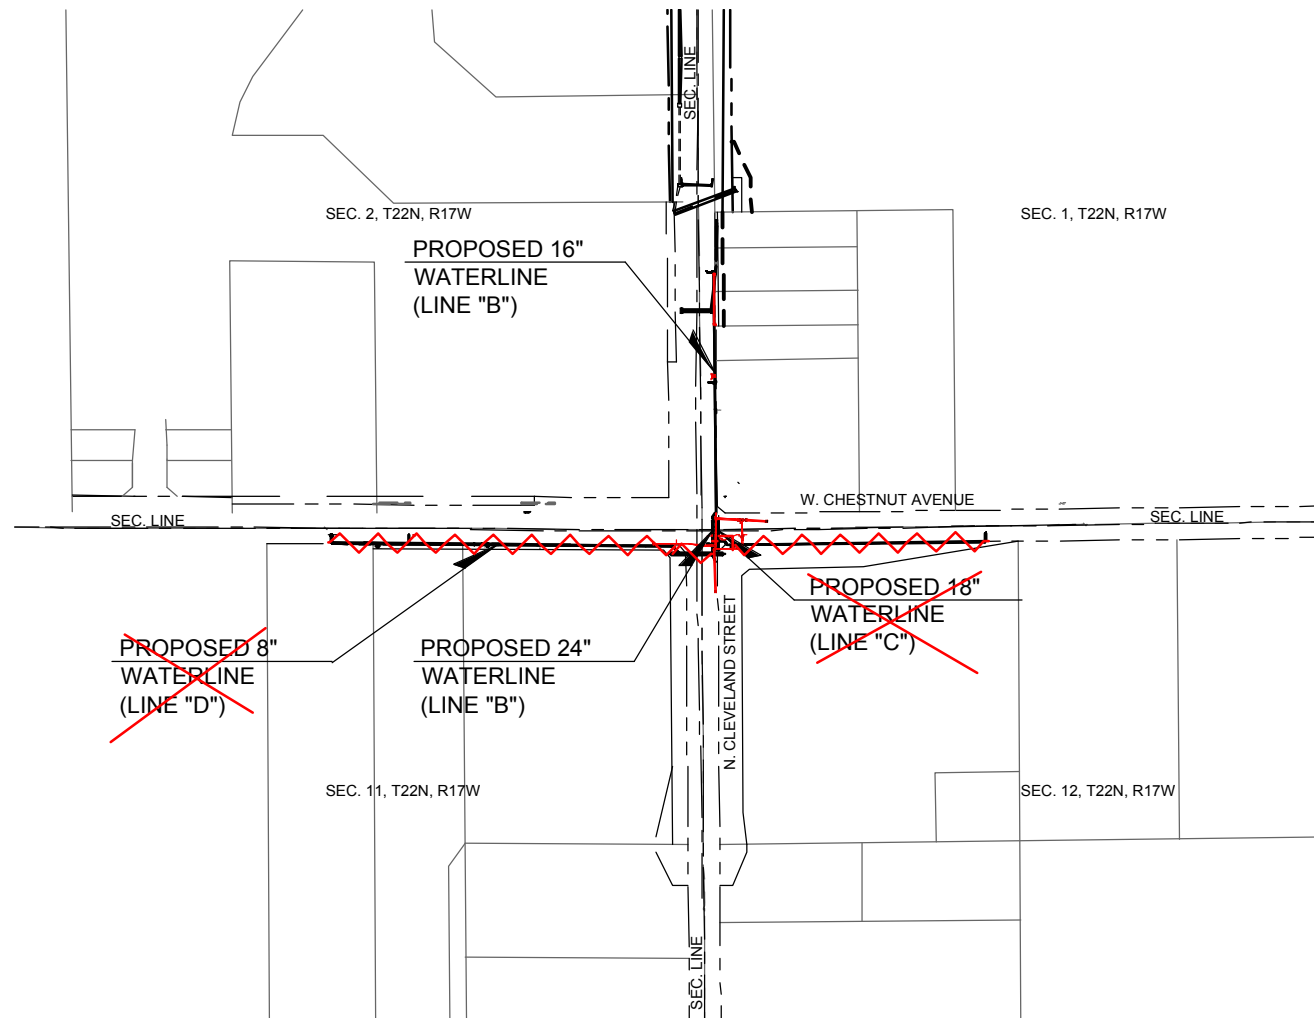 SEC. LINE
SEC. 2, T22N, R17W
SEC. 1, T22N, R17W
PROPOSED 16"
WATERLINE
(LINE "B")
W. CHESTNUT AVENUE
SEC. LINE
SEC. LINE
PROPOSED 18"
WATERLINE
(LINE "C")
N. CLEVELAND STREET
PROPOSED 8"
WATERLINE
(LINE "D")
PROPOSED 24"
WATERLINE
(LINE "B")
SEC. 11, T22N, R17W
SEC. 12, T22N, R17W
SEC. LINE